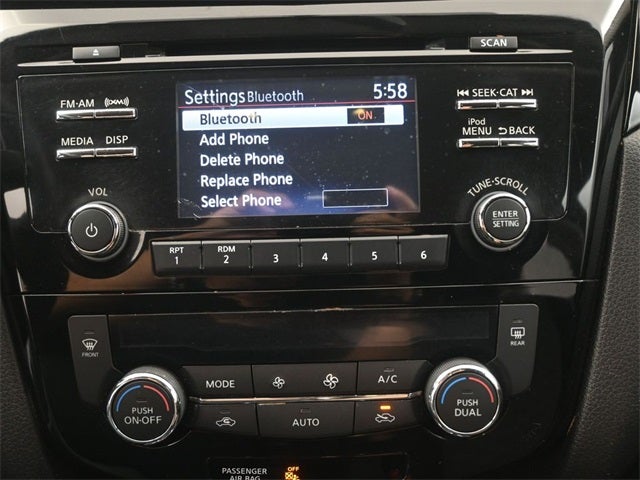 SCAN
FM·AM ((XM)) SEEK·CAT
MEDIA DISP
iPod
MENU BACK
Settings Bluetooth 5:58
Bluetooth ON
Add Phone
Delete Phone
Replace Phone
Select Phone
VOL
TUNE·SCROLL
ENTER
SETTING
RPT RDM
1 2 3 4 5 6
FRONT
REAR
MODE A/C
PUSH
ON·OFF
PUSH
DUAL
AUTO
PASSENGER
AIR BAG
OFF